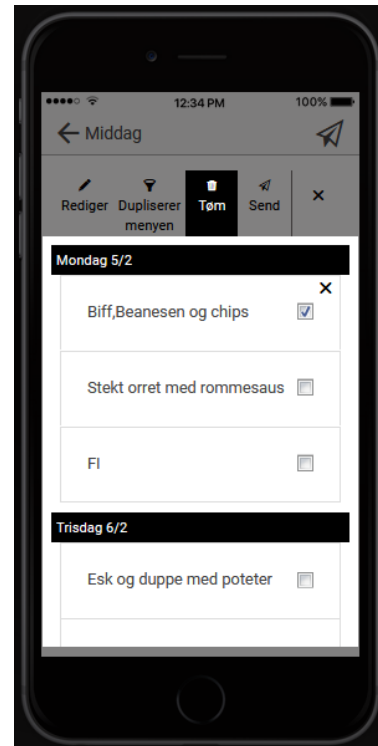 12:34 PM
100%
Middag
Rediger
Dupliserer
menyen
Tøm
Send
Mondag 5/2
Biff,Beanesen og chips
Stekt orret med rommesaus
FI
Trisdag 6/2
Esk og duppe med poteter